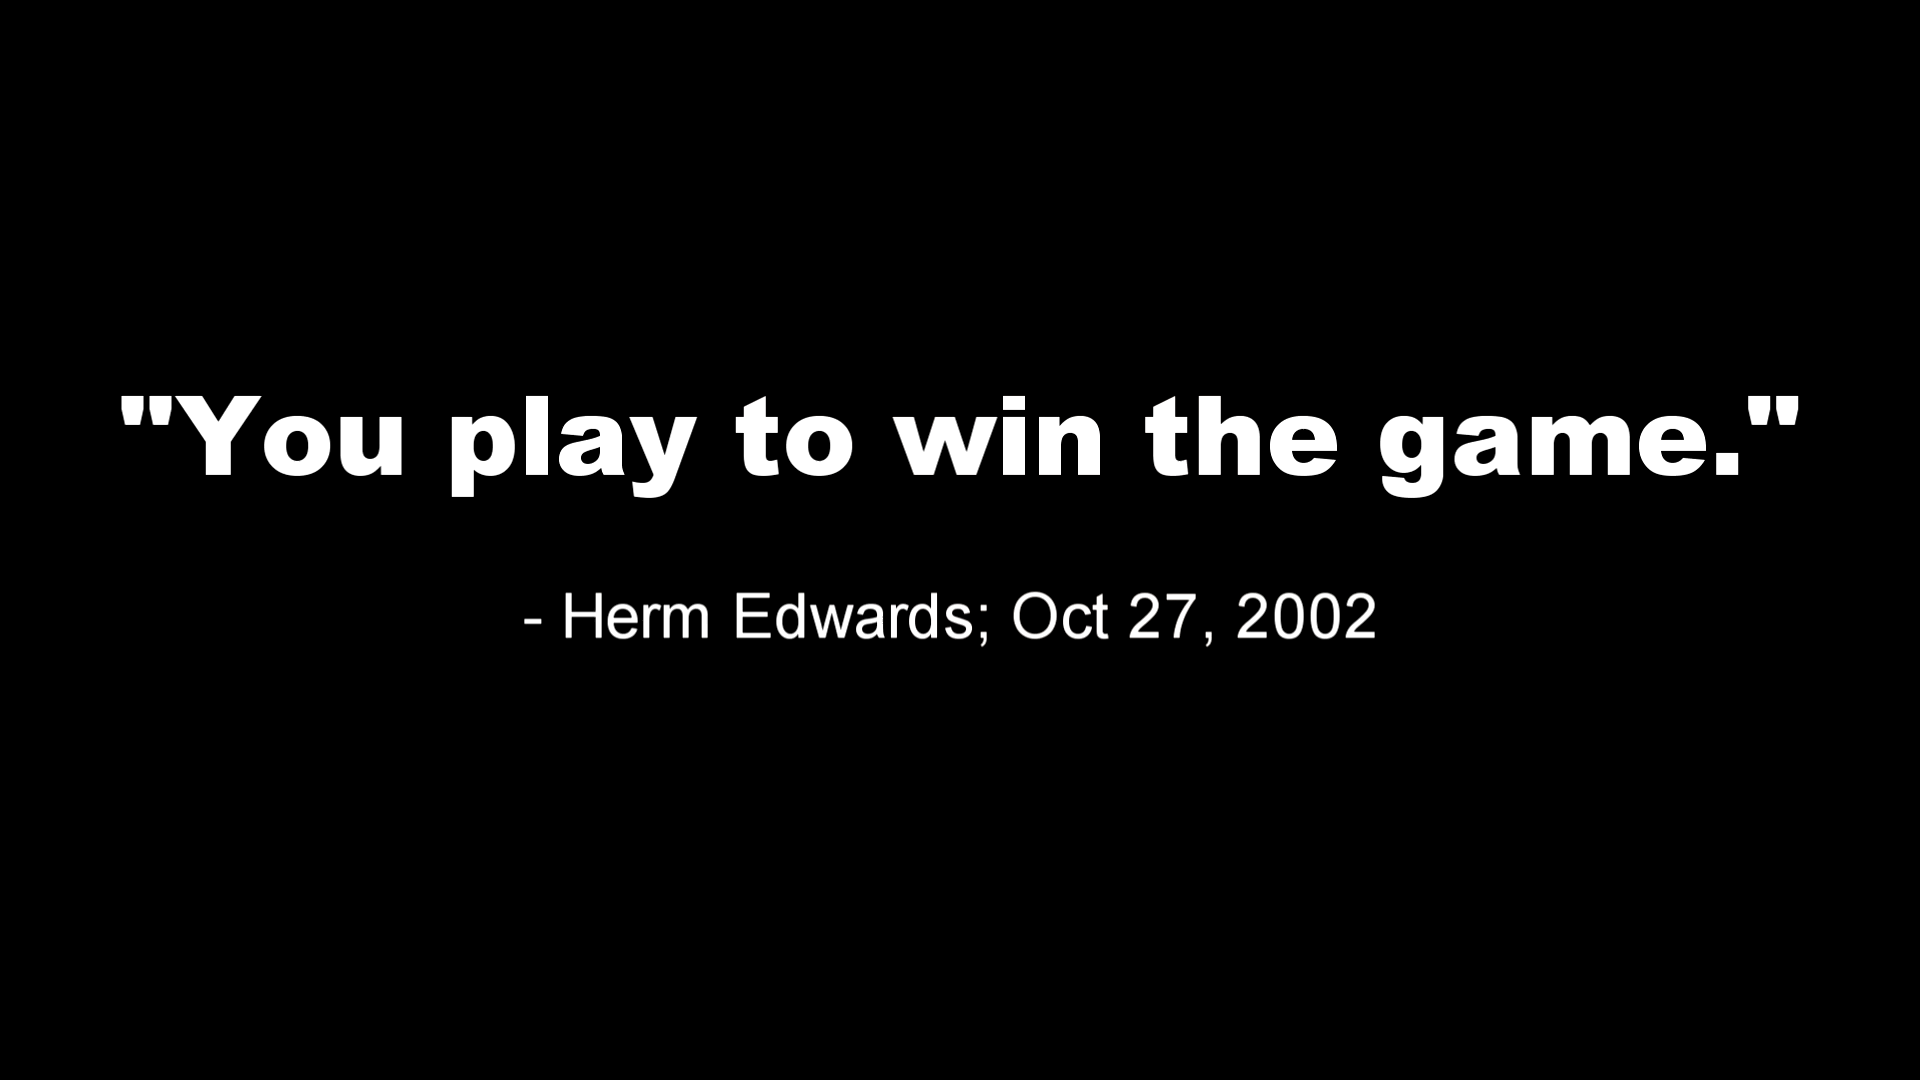 "You play to win the game."
- Herm Edwards; Oct 27, 2002